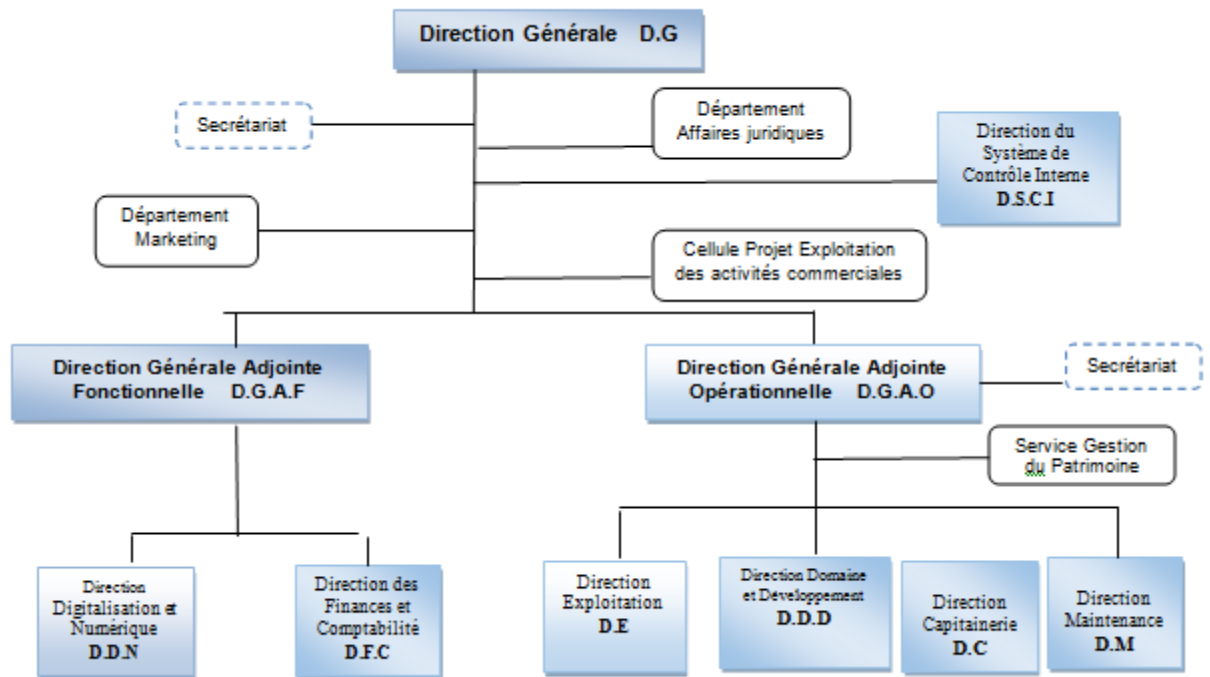 Direction Générale D.G
Secrétariat
Département
Affaires juridiques
Direction du
Système de
Contrôle Interne
D.S.C.I
Département
Marketing
Cellule Projet Exploitation
des activités commerciales
Direction Générale Adjointe
Fonctionnelle D.G.A.F
Direction Générale Adjointe
Opérationnelle D.G.A.O
Secrétariat
Service Gestion
du Patrimoine
Direction
Digitalisation et
Numérique
D.D.N
Direction des
Finances et
Comptabilité
D.F.C
Direction
Exploitation
D.E
Direction Domaine
et Développement
D.D.D
Direction
Capitainerie
D.C
Direction
Maintenance
D.M